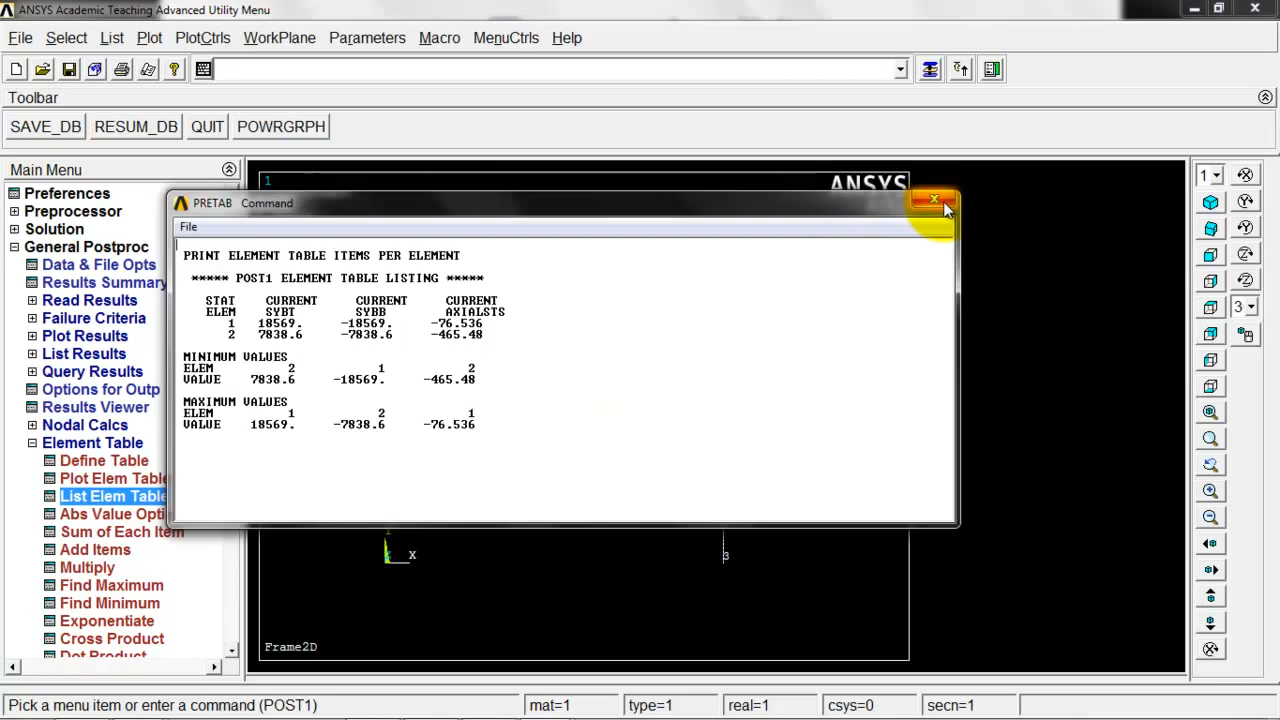 ANSYS Academic Teaching Advanced Utility Menu
File Select List Plot PlotCtrls WorkPlane Parameters Macro MenuCtrls Help
Toolbar
SAVE_DB RESUM_DB QUIT POWRGRPH
Main Menu
Preferences
Preprocessor
Solution
General Postproc
Data & File Opts
Results Summary
Read Results
Failure Criteria
Plot Results
List Results
Query Results
Options for Outp
Results Viewer
Nodal Calcs
Element Table
Define Table
Plot Elem Table
List Elem Table
Abs Value Opti
Sum of Each Item
Add Items
Multiply
Find Maximum
Find Minimum
Exponentiate
Cross Product
Dot Product
1
ANSYS
PRETAB Command
File
PRINT ELEMENT TABLE ITEMS PER ELEMENT
***** POST1 ELEMENT TABLE LISTING *****
STAT CURRENT CURRENT CURRENT
ELEM SYBT SYBB AXIALSTS
1 18569. -18569. -76.536
2 7838.6 -7838.6 -465.48
MINIMUM VALUES
ELEM 2 1 2
VALUE 7838.6 -18569. -465.48
MAXIMUM VALUES
ELEM 1 2 1
VALUE 18569. -7838.6 -76.536
X
3
Frame2D
1
3
Pick a menu item or enter a command (POST1) mat=1 type=1 real=1 csys=0 secn=1